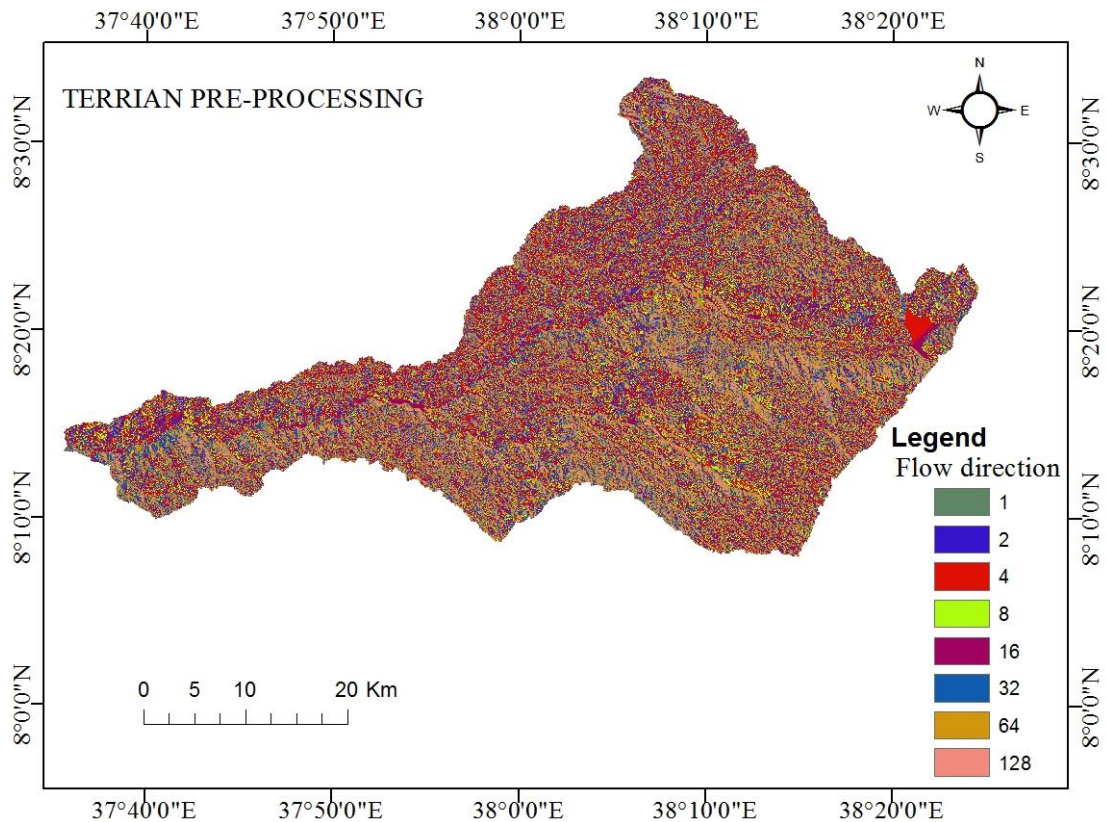 37°40'0"E 37°50'0"E 38°0'0"E 38°10'0"E 38°20'0"E
TERRIAN PRE-PROCESSING
N
W E
S
8°30'0"N 8°30'0"N
8°20'0"N 8°20'0"N
8°10'0"N 8°10'0"N
8°0'0"N 8°0'0"N
Legend
Flow direction
1
2
4
8
16
32
64
128
0 5 10 20 Km
37°40'0"E 37°50'0"E 38°0'0"E 38°10'0"E 38°20'0"E